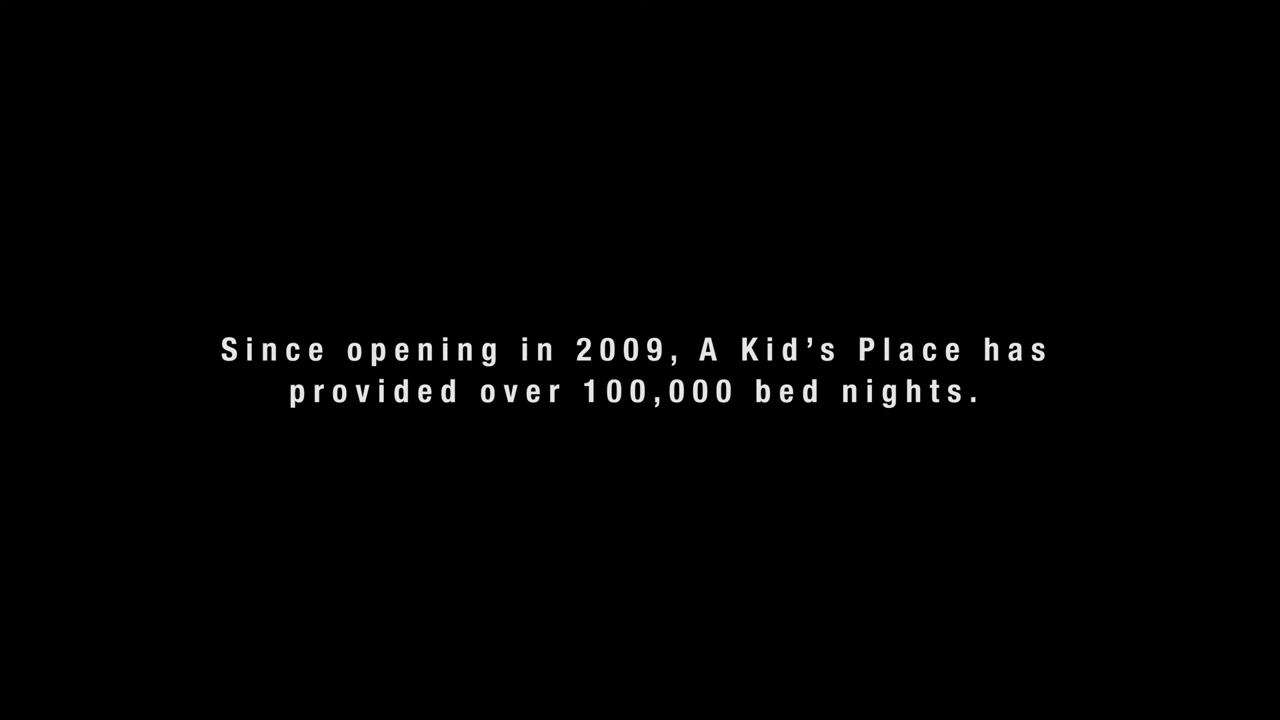 Since opening in 2009, A Kid’s Place has
provided over 100,000 bed nights.